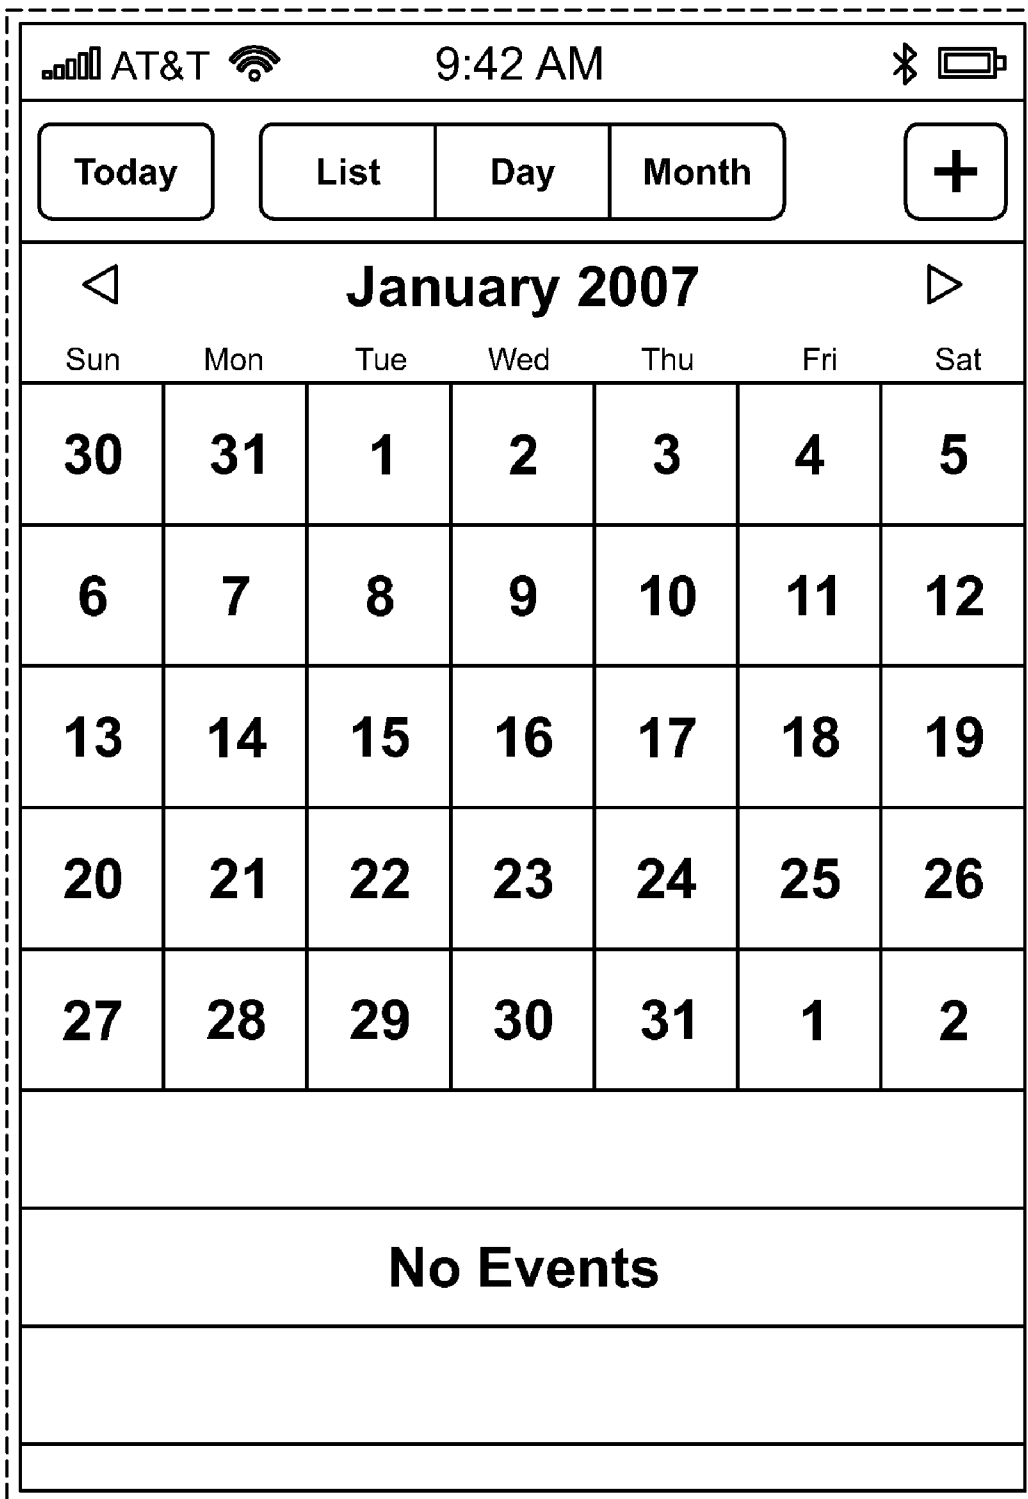 AT&T 9:42 AM
Today List Day Month +
January 2007
Sun Mon Tue Wed Thu Fri Sat
30 31 1 2 3 4 5
6 7 8 9 10 11 12
13 14 15 16 17 18 19
20 21 22 23 24 25 26
27 28 29 30 31 1 2
No Events